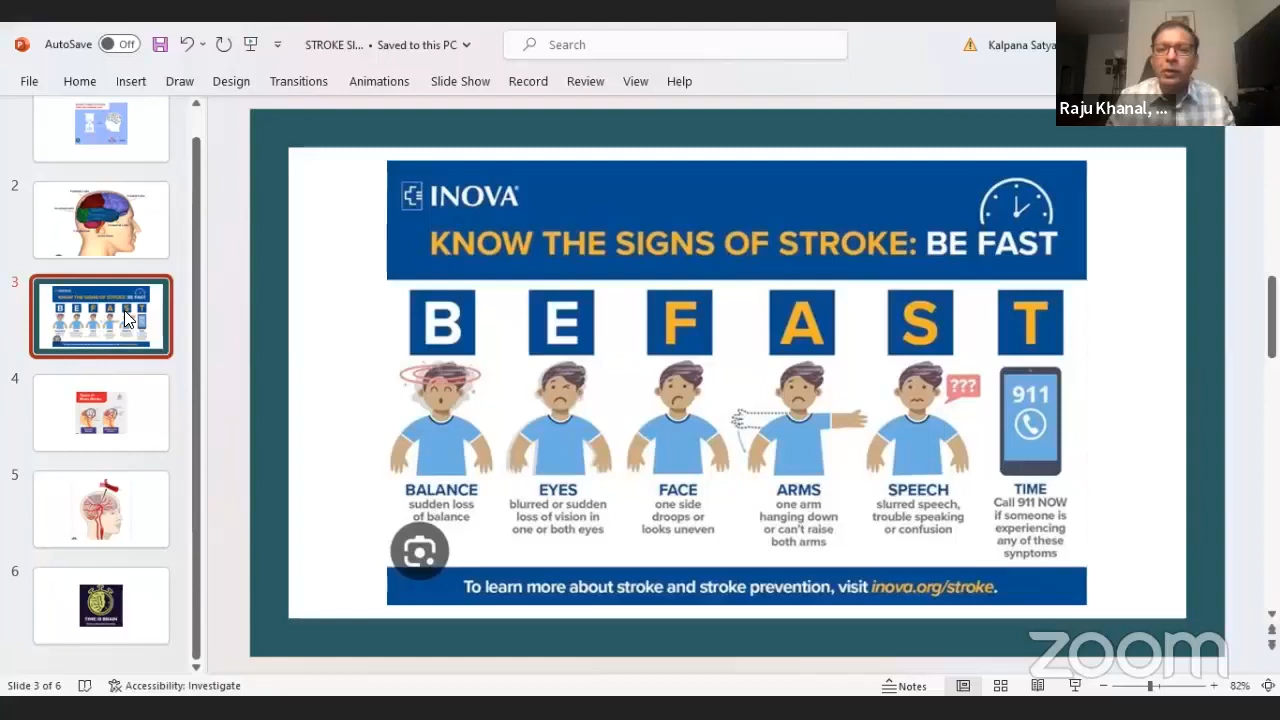 AutoSave Off STROKE SI... • Saved to this PC Search Kalpana Satya
File Home Insert Draw Design Transitions Animations Slide Show Record Review View Help
Raju Khanal, ...
2
3
4
5
6
TIME IS BRAIN
INOVA
KNOW THE SIGNS OF STROKE: BE FAST
B E F A S T
???
911
BALANCE
sudden loss
of balance
EYES
blurred or sudden
loss of vision in
one or both eyes
FACE
one side
droops or
looks uneven
ARMS
one arm
hanging down
or can't raise
both arms
SPEECH
slurred speech,
trouble speaking
or confusion
TIME
Call 911 NOW
if someone is
experiencing
any of these
synptoms
To learn more about stroke and stroke prevention, visit inova.org/stroke.
zoom
Slide 3 of 6 Accessibility: Investigate Notes 82%